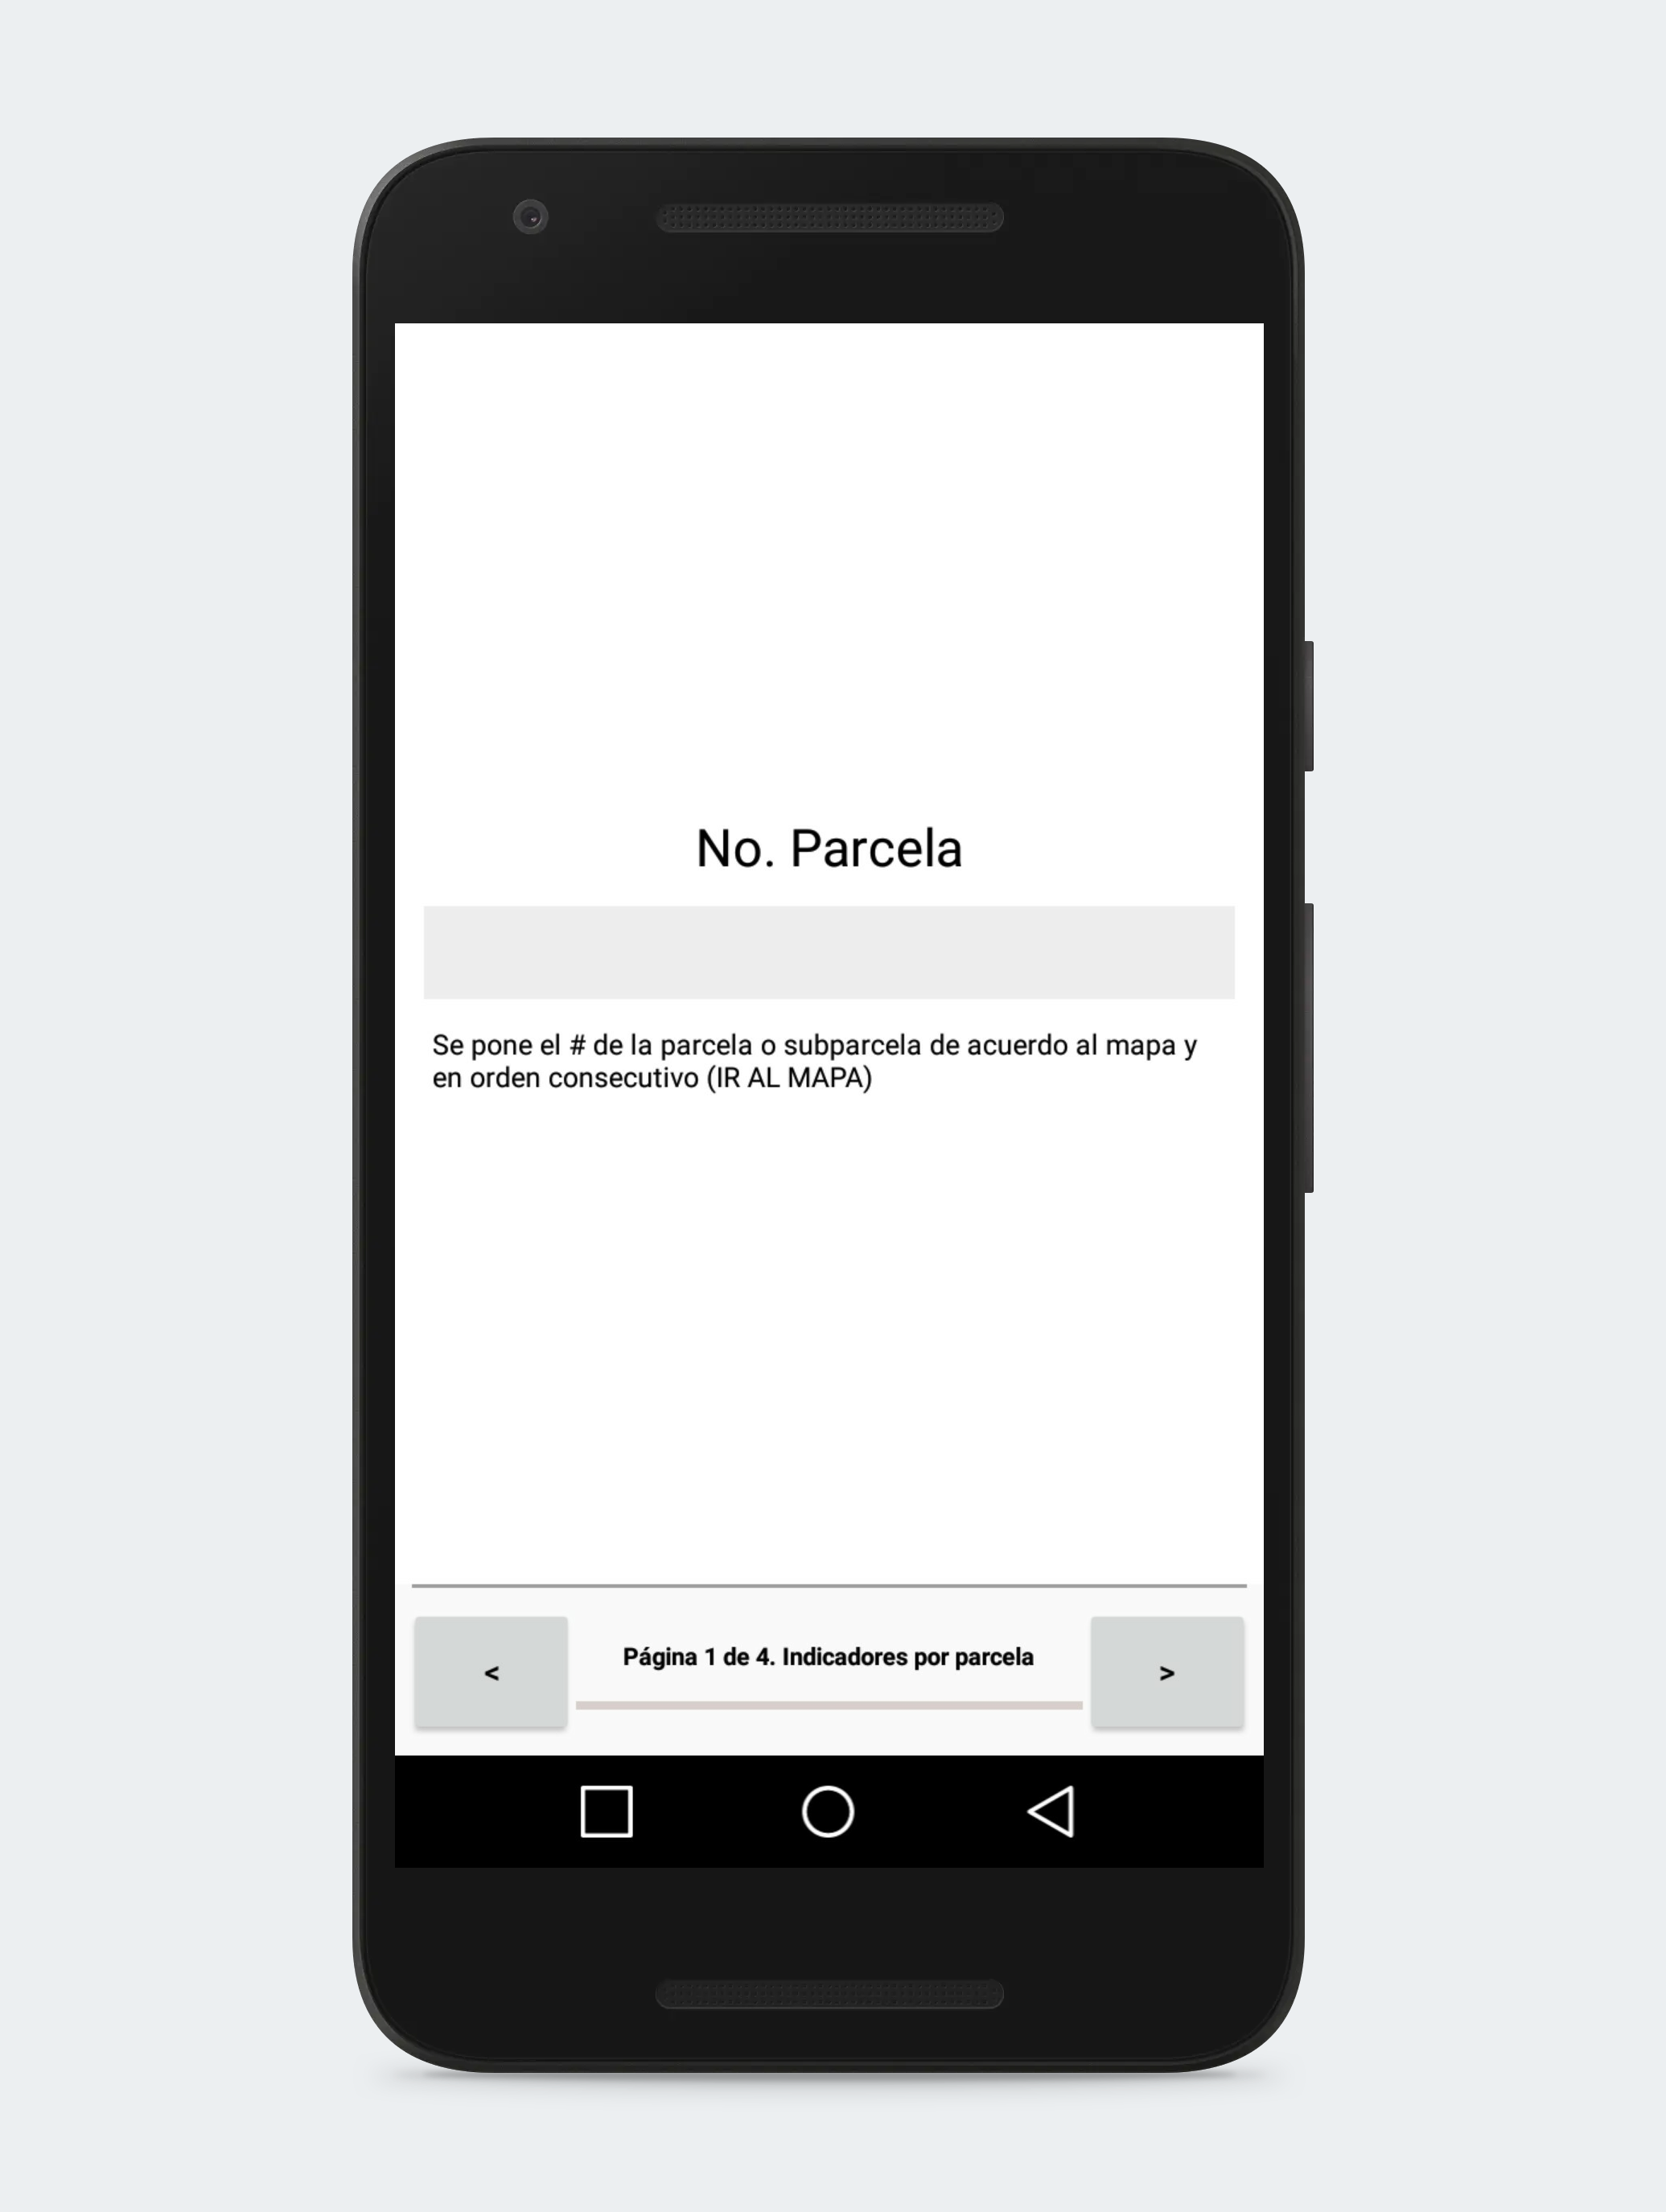 No. Parcela
Se pone el # de la parcela o subparcela de acuerdo al mapa y
en orden consecutivo (IR AL MAPA)
< Página 1 de 4. Indicadores por parcela >